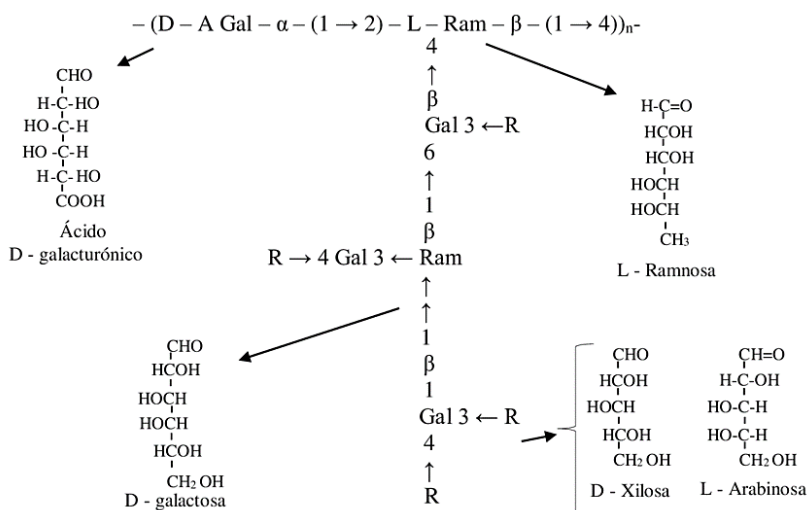 – (D – A Gal – α – (1 → 2) – L – Ram – β – (1 → 4))n-
4
↑
β
Gal 3 ←R
6
↑
1
β
R → 4 Gal 3 ← Ram
↑
↑
1
β
1
Gal 3 ← R
4
↑
R
CHO
H-C-HO
HO -C-H
HO -C-H
H-C-HO
COOH
Ácido
D - galacturónico
H-C=O
HCOH
HCOH
HOCH
HOCH
CH3
L - Ramnosa
CHO
HCOH
HOCH
HOCH
HCOH
CH2 OH
D - galactosa
CHO
HCOH
HOCH
HCOH
CH2 OH
D - Xilosa
CH=O
H-C-OH
HO-C-H
HO-C-H
CH2 OH
L - Arabinosa